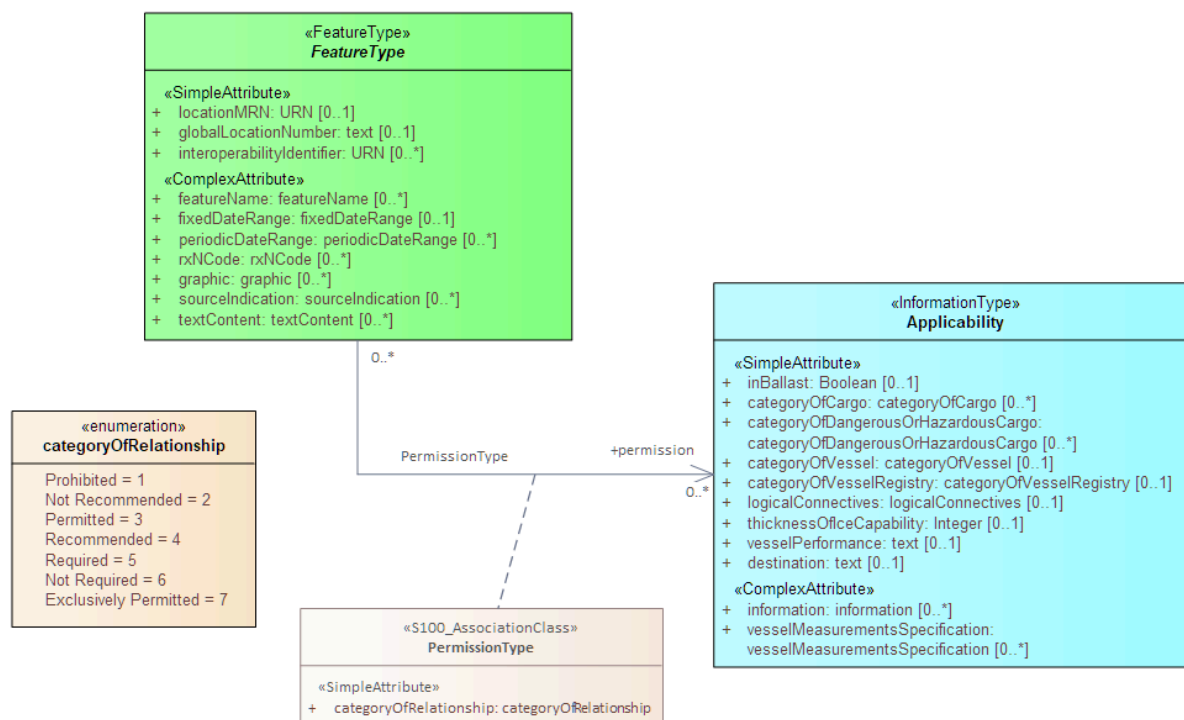 «FeatureType»
FeatureType
«SimpleAttribute»
+ locationMRN: URN [0..1]
+ globalLocationNumber: text [0..1]
+ interoperabilityIdentifier: URN [0..*]
«ComplexAttribute»
+ featureName: featureName [0..*]
+ fixedDateRange: fixedDateRange [0..1]
+ periodicDateRange: periodicDateRange [0..*]
+ rxNCode: rxNCode [0..*]
+ graphic: graphic [0..*]
+ sourceIndication: sourceIndication [0..*]
+ textContent: textContent [0..*]
0..*
PermissionType
+permission
0..*
«InformationType»
Applicability
«SimpleAttribute»
+ inBallast: Boolean [0..1]
+ categoryOfCargo: categoryOfCargo [0..*]
+ categoryOfDangerousOrHazardousCargo:
categoryOfDangerousOrHazardousCargo [0..*]
+ categoryOfVessel: categoryOfVessel [0..1]
+ categoryOfVesselRegistry: categoryOfVesselRegistry [0..1]
+ logicalConnectives: logicalConnectives [0..1]
+ thicknessOfIceCapability: Integer [0..1]
+ vesselPerformance: text [0..1]
+ destination: text [0..1]
«ComplexAttribute»
+ information: information [0..*]
+ vesselMeasurementsSpecification:
vesselMeasurementsSpecification [0..*]
«enumeration»
categoryOfRelationship
Prohibited = 1
Not Recommended = 2
Permitted = 3
Recommended = 4
Required = 5
Not Required = 6
Exclusively Permitted = 7
«S100_AssociationClass»
PermissionType
«SimpleAttribute»
+ categoryOfRelationship: categoryOfRelationship